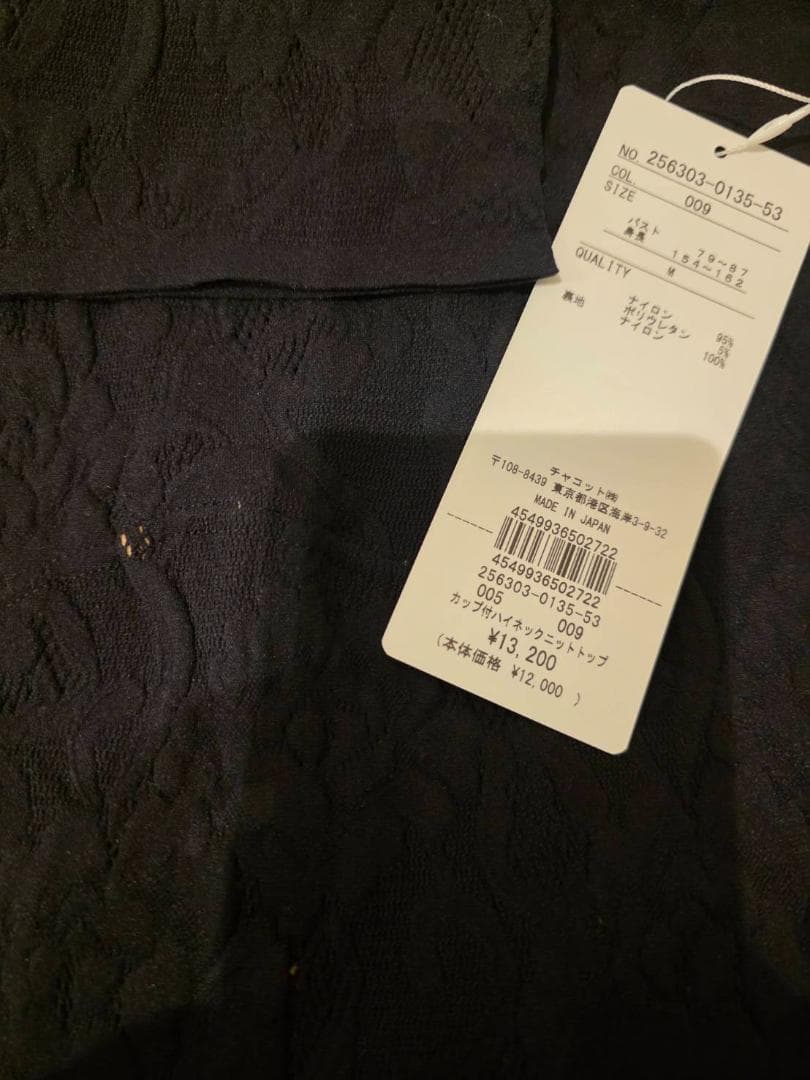 NO. 256303-0135-53
COL. 009
SIZE
バスト 79~87
身長 154~162
M
QUALITY
ナイロン 95%
ポリウレタン 5%
裏地 ナイロン 100%
チャコット㈱
〒108-8439 東京都港区海岸3-9-32
MADE IN JAPAN
4549936502722
4549936502722
256303-0135-53
005 009
カップ付ハイネックニットトップ
¥13,200
(本体価格 ¥12,000 )